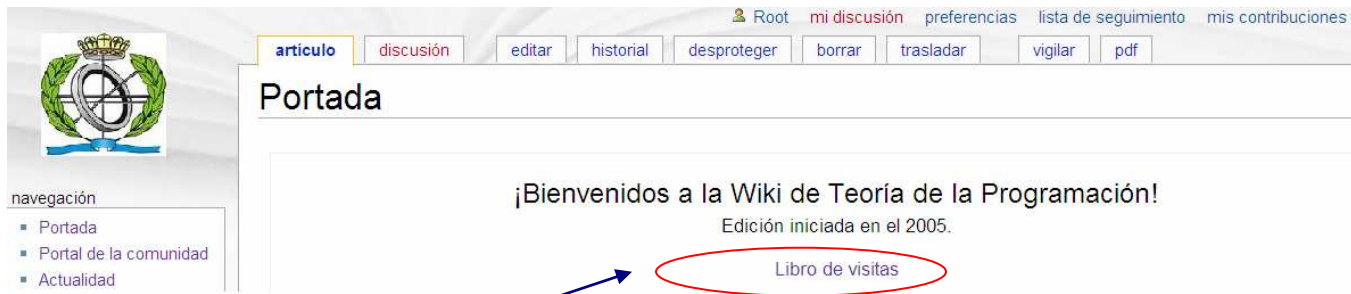 Root mi discusión preferencias lista de seguimiento mis contribuciones
artículo discusión editar historial desproteger borrar trasladar vigilar pdf
Portada
¡Bienvenidos a la Wiki de Teoría de la Programación!
Edición iniciada en el 2005.
Libro de visitas
navegación
Portada
Portal de la comunidad
Actualidad